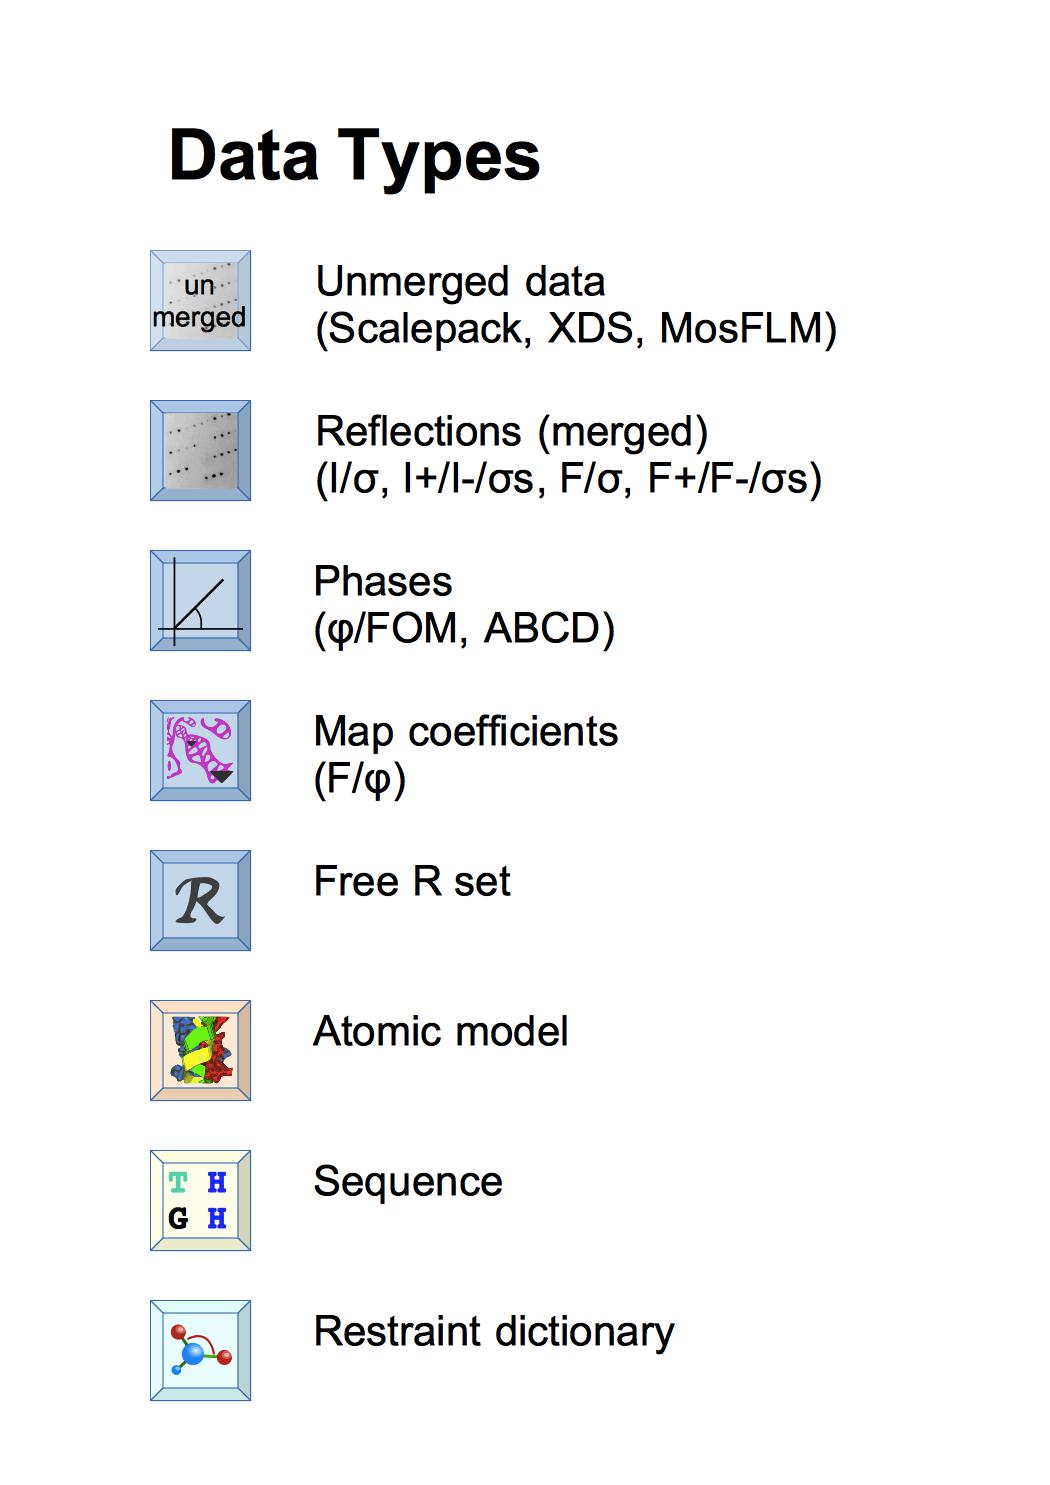 Data Types
un
merged
Unmerged data
(Scalepack, XDS, MosFLM)
Reflections (merged)
(I/σ, I+/I-/σs, F/σ, F+/F-/σs)
Phases
(φ/FOM, ABCD)
Map coefficients
(F/φ)
R
Free R set
Atomic model
T H
G H
Sequence
Restraint dictionary